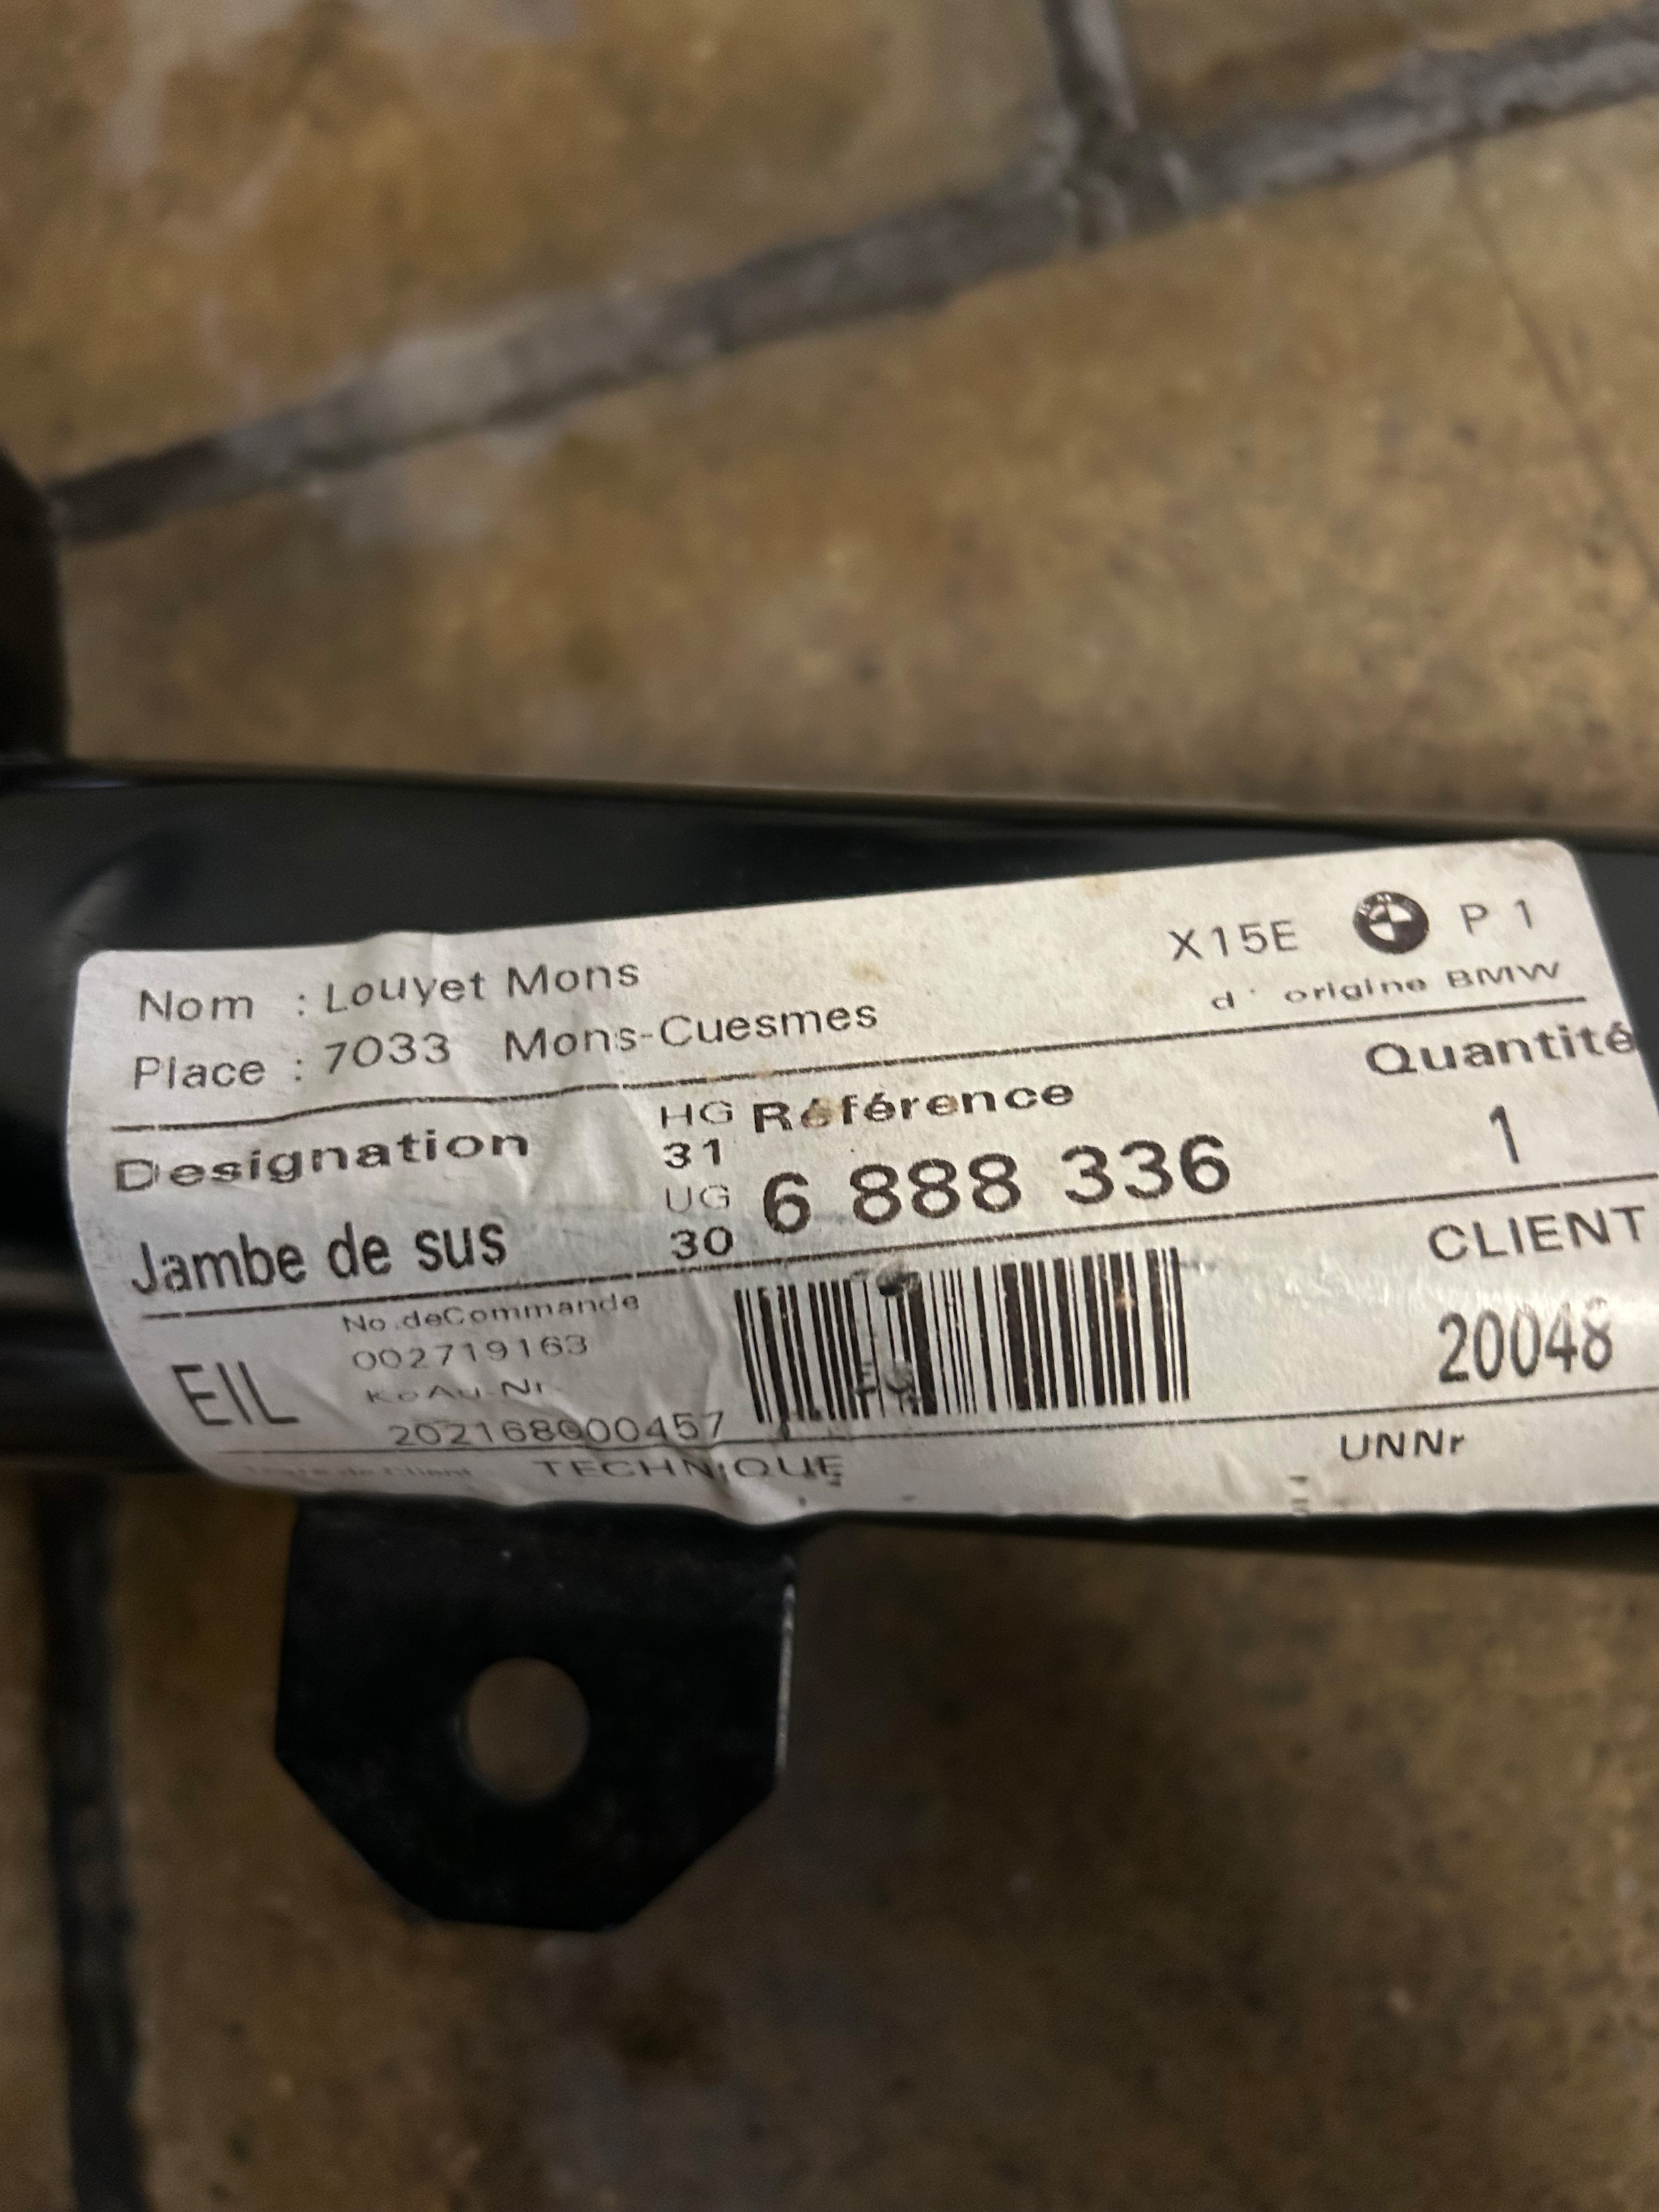 X15E P 1
d' origine BMW
Nom : Louyet Mons
Place : 7033 Mons-Cuesmes
Designation HG Référence Quantité
31
Jambe de sus UG 6 888 336 1
30
No.deCommande CLIENT
002719163
EIL KoAu-Nr. 20048
202168000457
TECHNIQUE UNNr